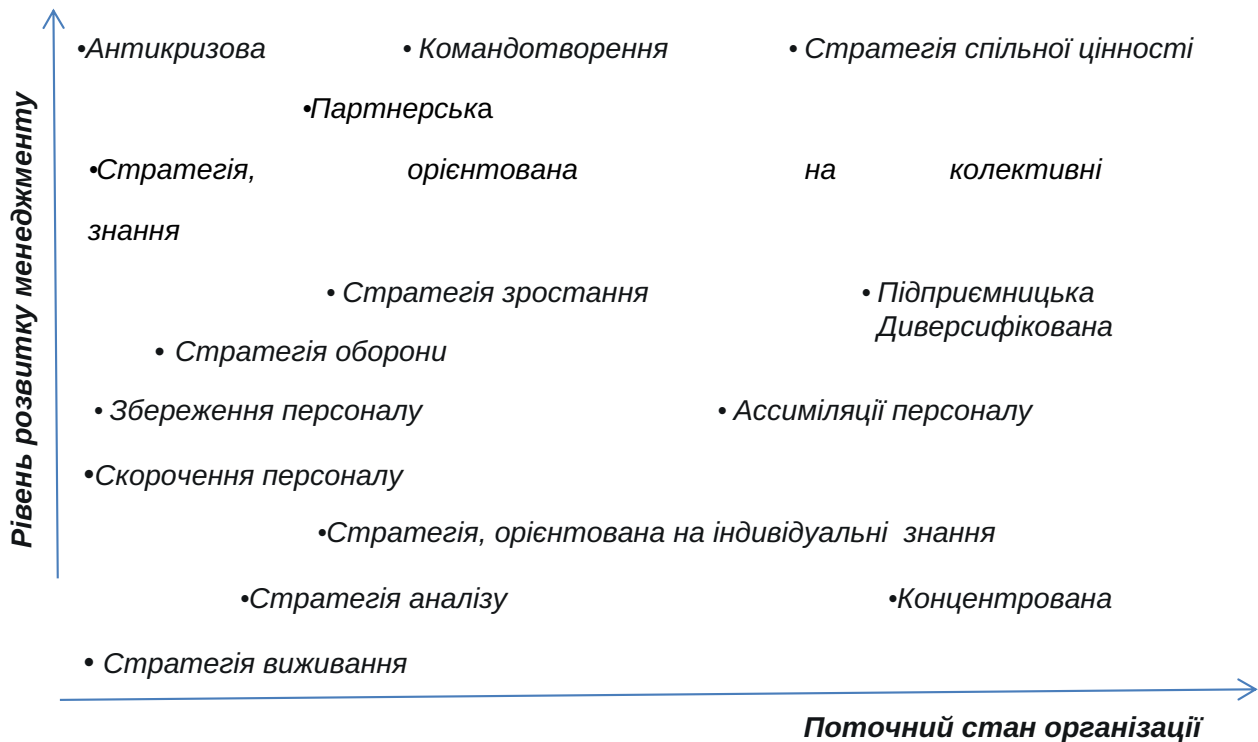 •Антикризова • Командотворення • Стратегія спільної цінності
•Партнерська
•Стратегія, орієнтована на колективні
знання
• Стратегія зростання • Підприємницька
Диверсифікована
• Стратегія оборони
• Збереження персоналу • Ассиміляції персоналу
•Скорочення персоналу
•Стратегія, орієнтована на індивідуальні знання
•Стратегія аналізу •Концентрована
• Стратегія виживання
Рівень розвитку менеджменту
Поточний стан організації